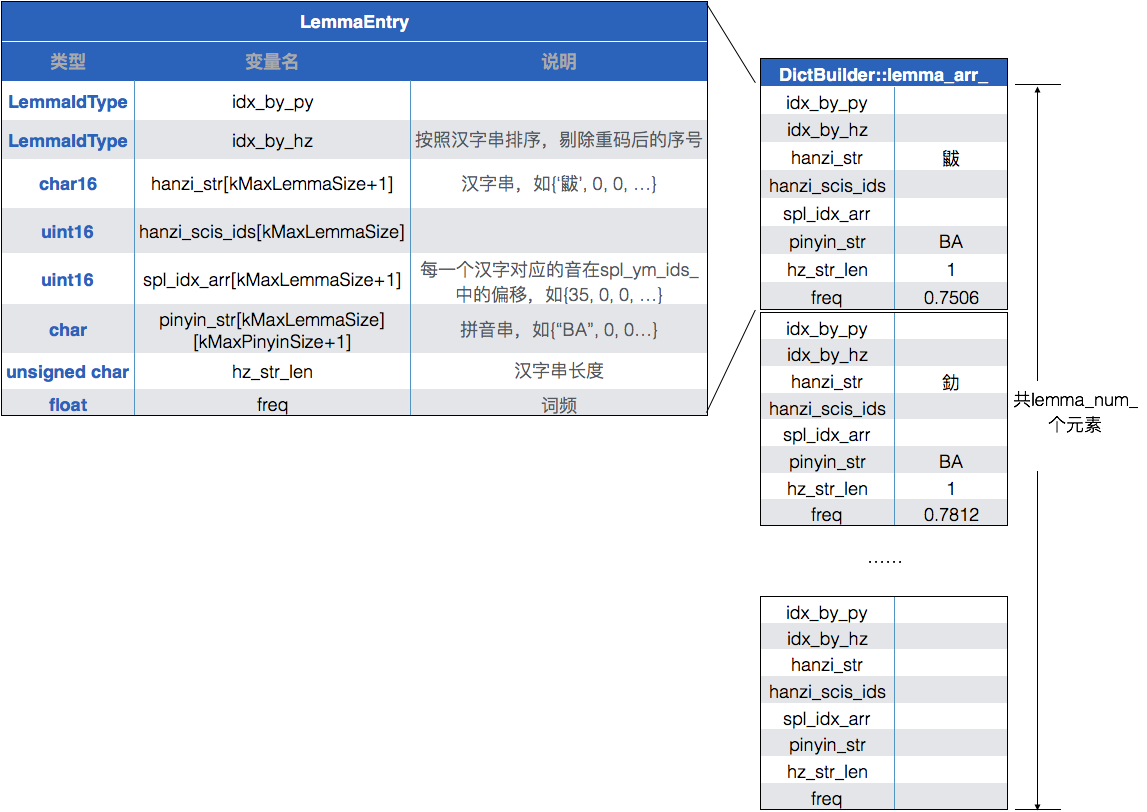 LemmaEntry
类型 变量名 说明
LemmaIdType idx_by_py
LemmaIdType idx_by_hz 按照汉字串排序，剔除重码后的序号
char16 hanzi_str[kMaxLemmaSize+1] 汉字串，如{‘鼥’, 0, 0, …}
uint16 hanzi_scis_ids[kMaxLemmaSize]
uint16 spl_idx_arr[kMaxLemmaSize+1] 每一个汉字对应的音在spl_ym_ids_
中的偏移，如{35, 0, 0, …}
char pinyin_str[kMaxLemmaSize]
[kMaxPinyinSize+1] 拼音串，如{“BA”, 0, 0…}
unsigned char hz_str_len 汉字串长度
float freq 词频
DictBuilder::lemma_arr_
idx_by_py
idx_by_hz
hanzi_str 鼥
hanzi_scis_ids
spl_idx_arr
pinyin_str BA
hz_str_len 1
freq 0.7506
idx_by_py
idx_by_hz
hanzi_str 釛
hanzi_scis_ids
spl_idx_arr
pinyin_str BA
hz_str_len 1
freq 0.7812
……
idx_by_py
idx_by_hz
hanzi_str
hanzi_scis_ids
spl_idx_arr
pinyin_str
hz_str_len
freq
共lemma_num_
个元素